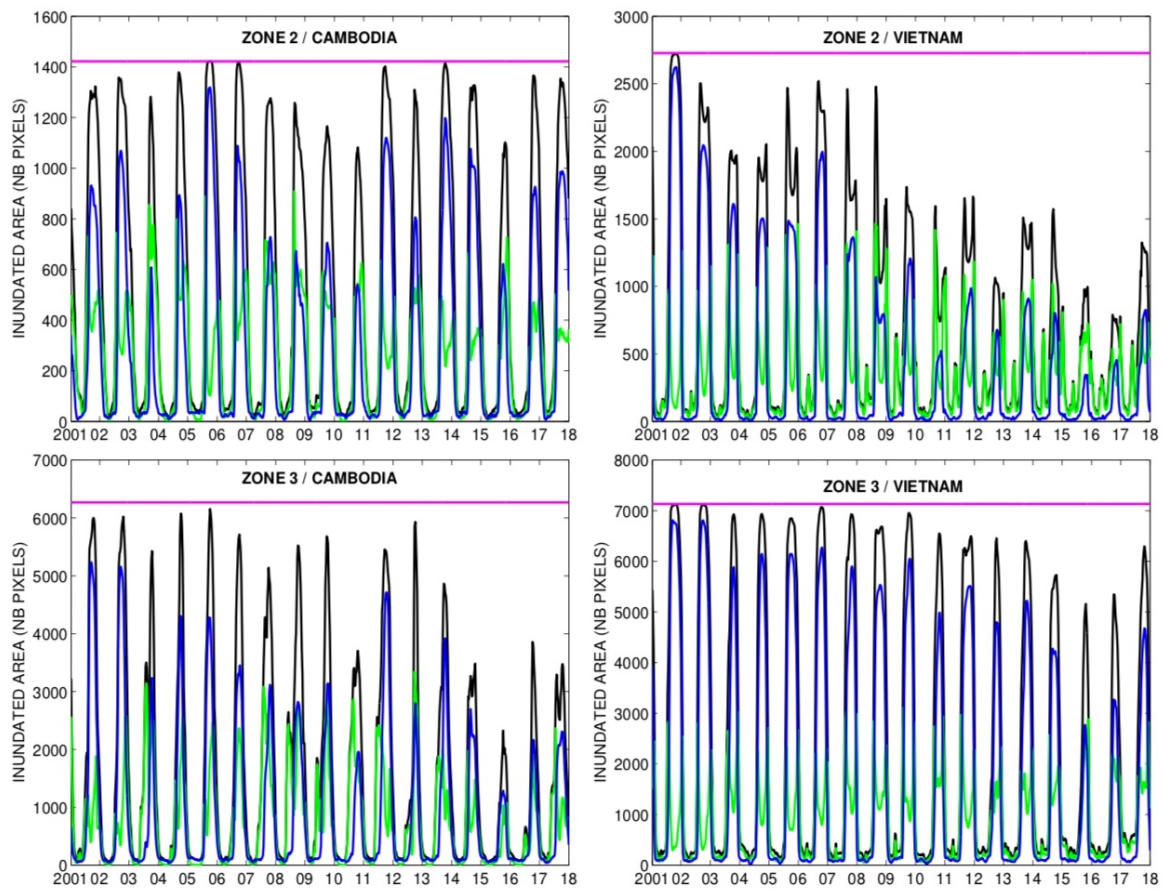 ZONE 2 / CAMBODIA
INUNDATED AREA (NB PIXELS)
1600
1400
1200
1000
800
600
400
200
0
2001 02 03 04 05 06 07 08 09 10 11 12 13 14 15 16 17 18
ZONE 2 / VIETNAM
INUNDATED AREA (NB PIXELS)
3000
2500
2000
1500
1000
500
0
2001 02 03 04 05 06 07 08 09 10 11 12 13 14 15 16 17 18
ZONE 3 / CAMBODIA
INUNDATED AREA (NB PIXELS)
7000
6000
5000
4000
3000
2000
1000
0
2001 02 03 04 05 06 07 08 09 10 11 12 13 14 15 16 17 18
ZONE 3 / VIETNAM
INUNDATED AREA (NB PIXELS)
8000
7000
6000
5000
4000
3000
2000
1000
0
2001 02 03 04 05 06 07 08 09 10 11 12 13 14 15 16 17 18